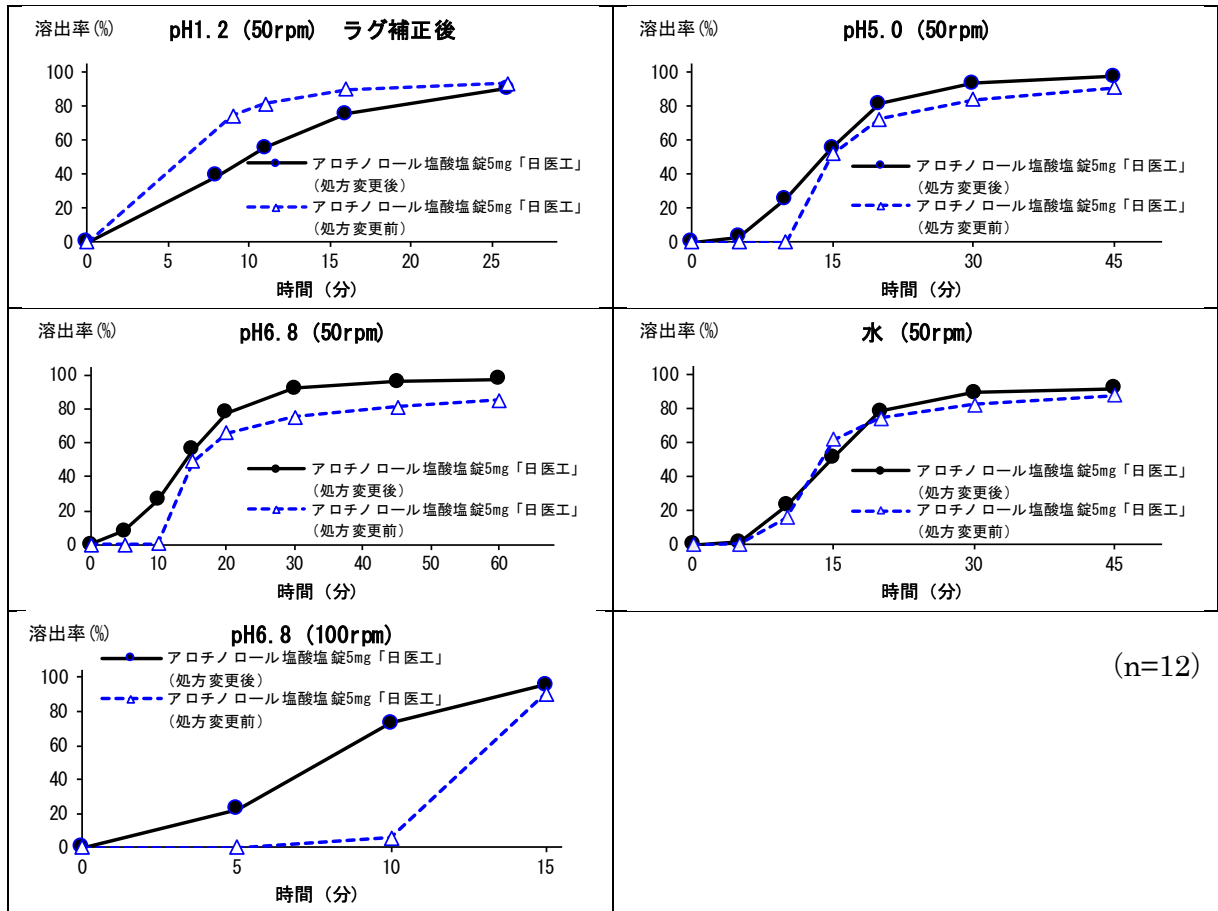 溶出率(%)
pH1.2 (50rpm) ラグ補正後
100
80
60
40
20
0
0 5 10 15 20 25
時間（分）
アロチノロール塩酸塩錠5mg「日医工」
(処方変更後)
アロチノロール塩酸塩錠5mg「日医工」
(処方変更前)
溶出率(%)
pH5.0 (50rpm)
100
80
60
40
20
0
0 15 30 45
時間（分）
アロチノロール塩酸塩錠5mg「日医工」
(処方変更後)
アロチノロール塩酸塩錠5mg「日医工」
(処方変更前)
溶出率(%)
pH6.8 (50rpm)
100
80
60
40
20
0
0 10 20 30 40 50 60
時間（分）
アロチノロール塩酸塩錠5mg「日医工」
(処方変更後)
アロチノロール塩酸塩錠5mg「日医工」
(処方変更前)
溶出率(%)
水 (50rpm)
100
80
60
40
20
0
0 15 30 45
時間（分）
アロチノロール塩酸塩錠5mg「日医工」
(処方変更後)
アロチノロール塩酸塩錠5mg「日医工」
(処方変更前)
溶出率(%)
pH6.8 (100rpm)
アロチノロール塩酸塩錠5mg「日医工」
(処方変更後)
アロチノロール塩酸塩錠5mg「日医工」
(処方変更前)
100
80
60
40
20
0
0 5 10 15
時間（分）
(n=12)